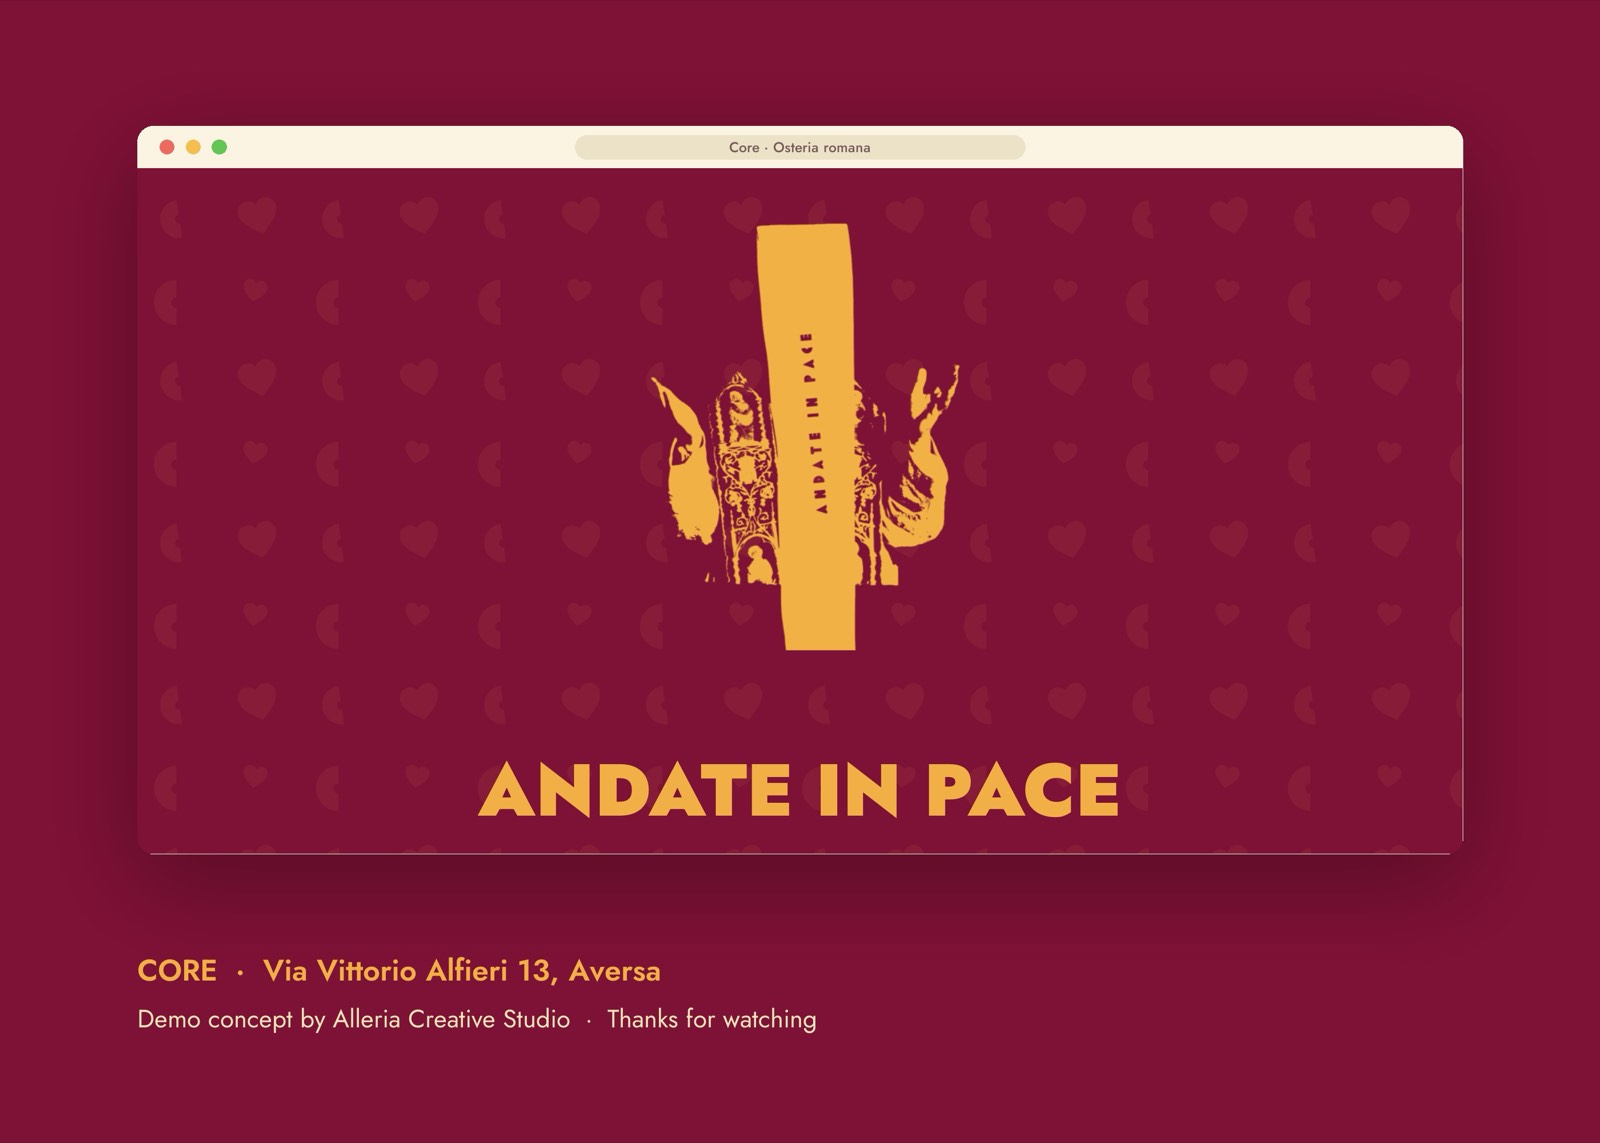 Core · Osteria romana
ANDATE IN PACE
ANDATE IN PACE
CORE · Via Vittorio Alfieri 13, Aversa
Demo concept by Alleria Creative Studio · Thanks for watching